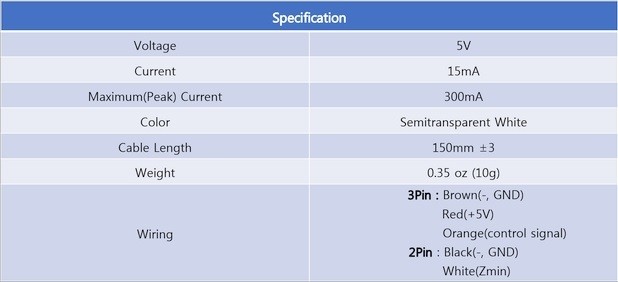 Specification
Voltage 5V
Current 15mA
Maximum(Peak) Current 300mA
Color Semitransparent White
Cable Length 150mm ±3
Weight 0.35 oz (10g)
Wiring
3Pin : Brown(-, GND)
Red(+5V)
Orange(control signal)
2Pin : Black(-, GND)
White(Zmin)